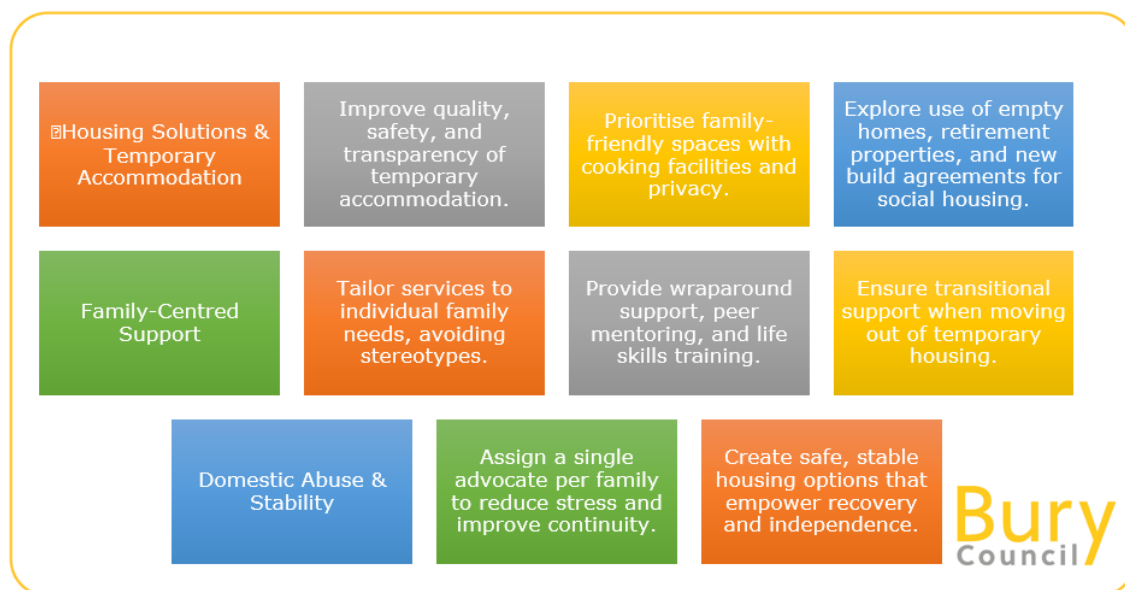 ⍰Housing Solutions &
Temporary
Accommodation
Improve quality,
safety, and
transparency of
temporary
accommodation.
Prioritise family-
friendly spaces with
cooking facilities and
privacy.
Explore use of empty
homes, retirement
properties, and new
build agreements for
social housing.
Family-Centred
Support
Tailor services to
individual family
needs, avoiding
stereotypes.
Provide wraparound
support, peer
mentoring, and life
skills training.
Ensure transitional
support when moving
out of temporary
housing.
Domestic Abuse &
Stability
Assign a single
advocate per family
to reduce stress and
improve continuity.
Create safe, stable
housing options that
empower recovery
and independence.
Bury
Council